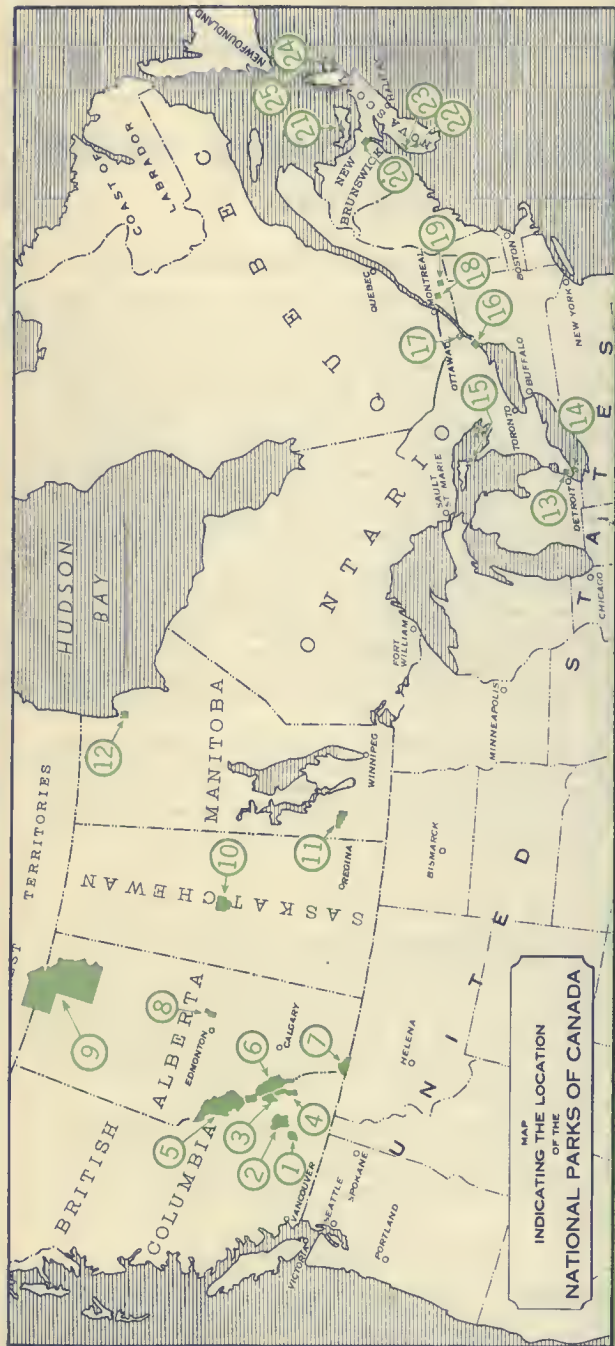 EST TERRITORIES
HUDSON
BAY
COAST OF
LABRADOR
NEWFOUNDLAND
BRITISH
COLUMBIA
ALBERTA
SASKATCHEWAN
MANITOBA
ONTARIO
QUEBEC
NEW
BRUNSWICK
NOVA
SCOTIA
EDMONTON
CALGARY
REGINA
WINNIPEG
VANCOUVER
VICTORIA
SEATTLE
SPOKANE
PORTLAND
HELENA
BISMARCK
MINNEAPOLIS
FORT
WILLIAM
SAULT
ST MARIE
CHICAGO
DETROIT
TORONTO
BUFFALO
OTTAWA
MONTREAL
QUEBEC
BOSTON
NEW YORK
UNITED STATES
1
2
3
4
5
6
7
8
9
10
11
12
13
14
15
16
17
18
19
20
21
22
23
24
25
MAP
INDICATING THE LOCATION
OF THE
NATIONAL PARKS OF CANADA